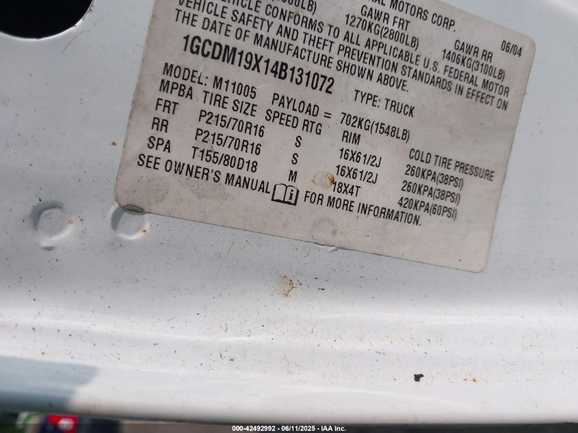 MOTORS CORP.
GAWR FRT GAWR RR 06/04
1270KG(2800LB) 1406KG(3100LB)
VEHICLE CONFORMS TO ALL APPLICABLE U.S. FEDERAL MOTOR
VEHICLE SAFETY AND THEFT PREVENTION STANDARDS IN EFFECT ON
THE DATE OF MANUFACTURE SHOWN ABOVE.
1GCDM19X14B131072 TYPE: TRUCK
MODEL: M11005 PAYLOAD = 702KG(1548LB)
MPBA TIRE SIZE SPEED RTG RIM COLD TIRE PRESSURE
FRT P215/70R16 S 16X61/2J 260KPA(38PSI)
RR P215/70R16 S 16X61/2J 260KPA(38PSI)
SPA T155/80D18 M 18X4T 420KPA(60PSI)
SEE OWNER'S MANUAL FOR MORE INFORMATION.
000-42492992 - 06/11/2025 - IAA Inc.